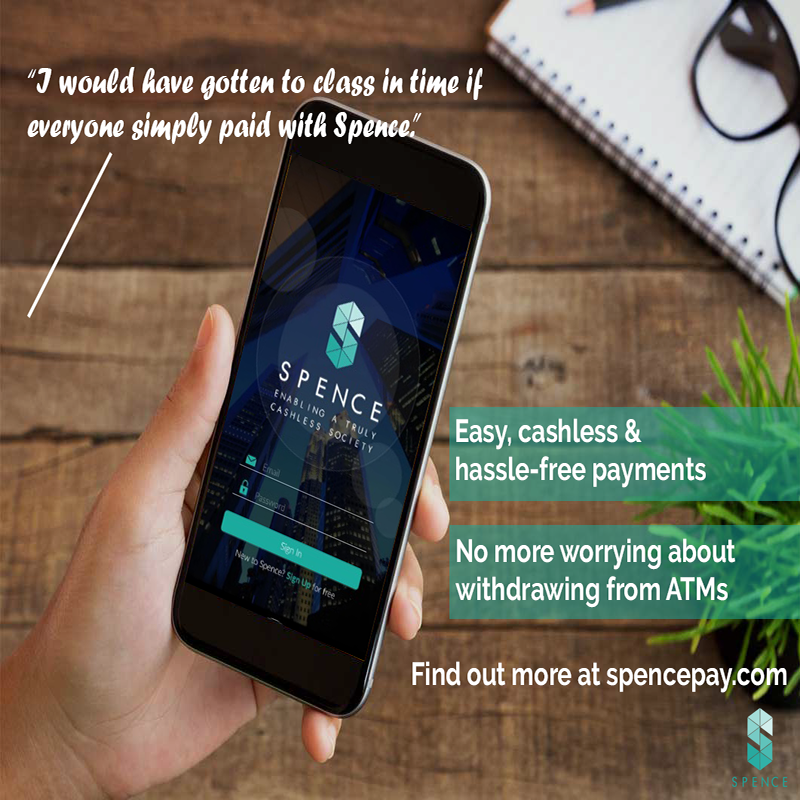 “I would have gotten to class in time if
everyone simply paid with Spence.”
SPENCE
ENABLING A TRULY
CASHLESS SOCIETY
Email
Password
Sign In
New to Spence? Sign Up for free
Easy, cashless &
hassle-free payments
No more worrying about
withdrawing from ATMs
Find out more at spencepay.com
SPENCE